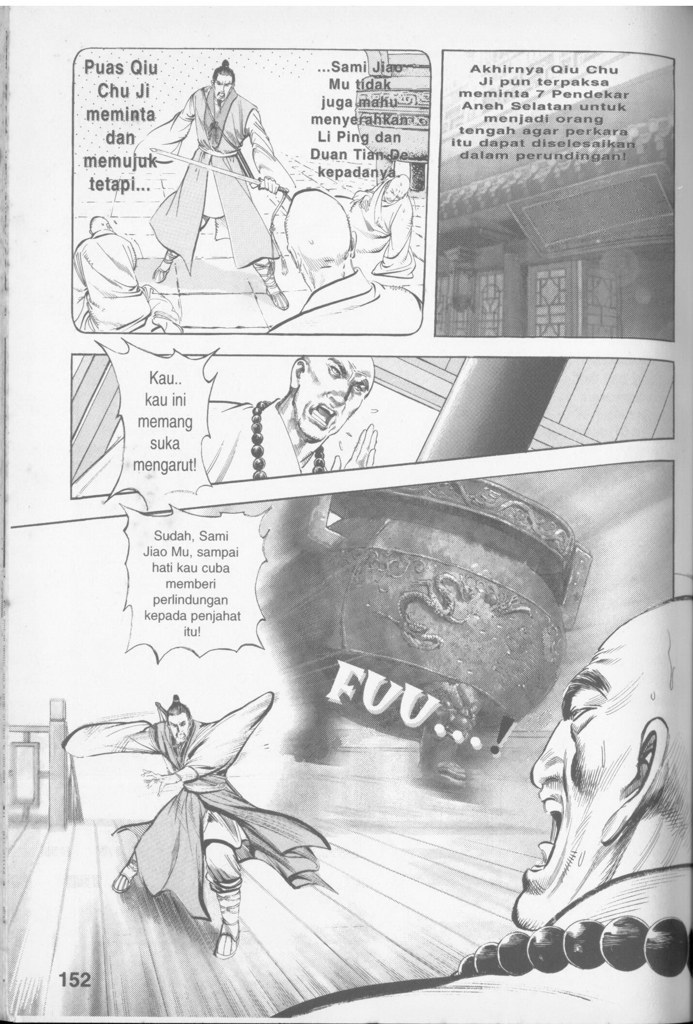 Puas Qiu
Chu Ji
meminta
dan
memujuk
tetapi...
...Sami Jiao
Mu tidak
juga mahu
menyerahkan
Li Ping dan
Duan Tian De
kepadanya.
Akhirnya Qiu Chu
Ji pun terpaksa
meminta 7 Pendekar
Aneh Selatan untuk
menjadi orang
tengah agar perkara
itu dapat diselesaikan
dalam perundingan!
Kau..
kau ini
memang
suka
mengarut!
Sudah, Sami
Jiao Mu, sampai
hati kau cuba
memberi
perlindungan
kepada penjahat
itu!
FUU...!
152